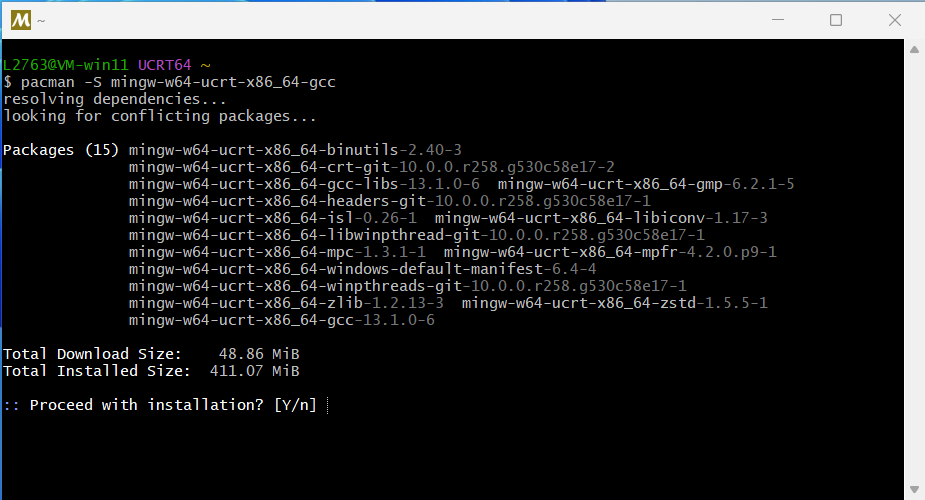 M ~
L2763@VM-win11 UCRT64 ~
$ pacman -S mingw-w64-ucrt-x86_64-gcc
resolving dependencies...
looking for conflicting packages...
Packages (15) mingw-w64-ucrt-x86_64-binutils-2.40-3
mingw-w64-ucrt-x86_64-crt-git-10.0.0.r258.g530c58e17-2
mingw-w64-ucrt-x86_64-gcc-libs-13.1.0-6 mingw-w64-ucrt-x86_64-gmp-6.2.1-5
mingw-w64-ucrt-x86_64-headers-git-10.0.0.r258.g530c58e17-1
mingw-w64-ucrt-x86_64-isl-0.26-1 mingw-w64-ucrt-x86_64-libiconv-1.17-3
mingw-w64-ucrt-x86_64-libwinpthread-git-10.0.0.r258.g530c58e17-1
mingw-w64-ucrt-x86_64-mpc-1.3.1-1 mingw-w64-ucrt-x86_64-mpfr-4.2.0.p9-1
mingw-w64-ucrt-x86_64-windows-default-manifest-6.4-4
mingw-w64-ucrt-x86_64-winpthreads-git-10.0.0.r258.g530c58e17-1
mingw-w64-ucrt-x86_64-zlib-1.2.13-3 mingw-w64-ucrt-x86_64-zstd-1.5.5-1
mingw-w64-ucrt-x86_64-gcc-13.1.0-6
Total Download Size: 48.86 MiB
Total Installed Size: 411.07 MiB
:: Proceed with installation? [Y/n]